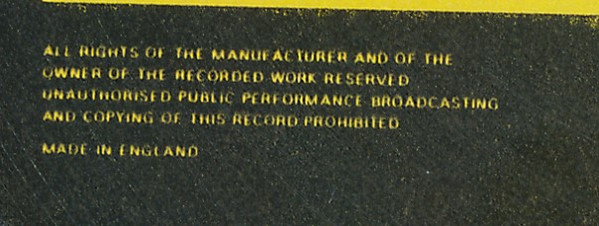 ALL RIGHTS OF THE MANUFACTURER AND OF THE
OWNER OF THE RECORDED WORK RESERVED
UNAUTHORISED PUBLIC PERFORMANCE BROADCASTING
AND COPYING OF THIS RECORD PROHIBITED
MADE IN ENGLAND